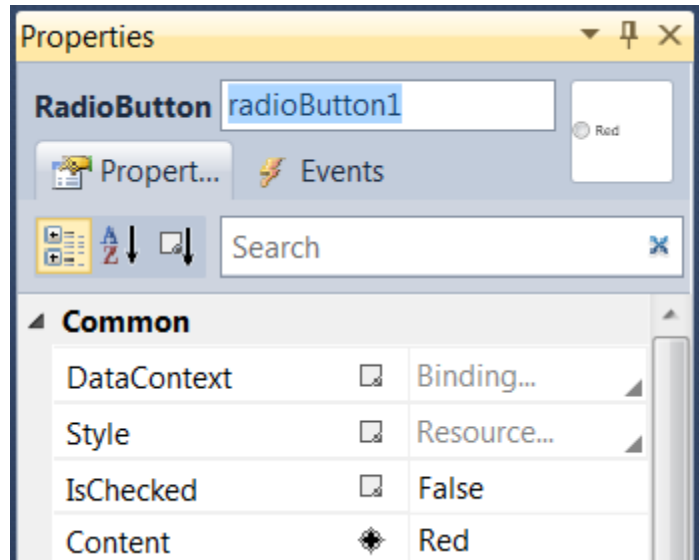 Properties
RadioButton radioButton1
Red
Propert... Events
Search
Common
DataContext Binding...
Style Resource...
IsChecked False
Content Red